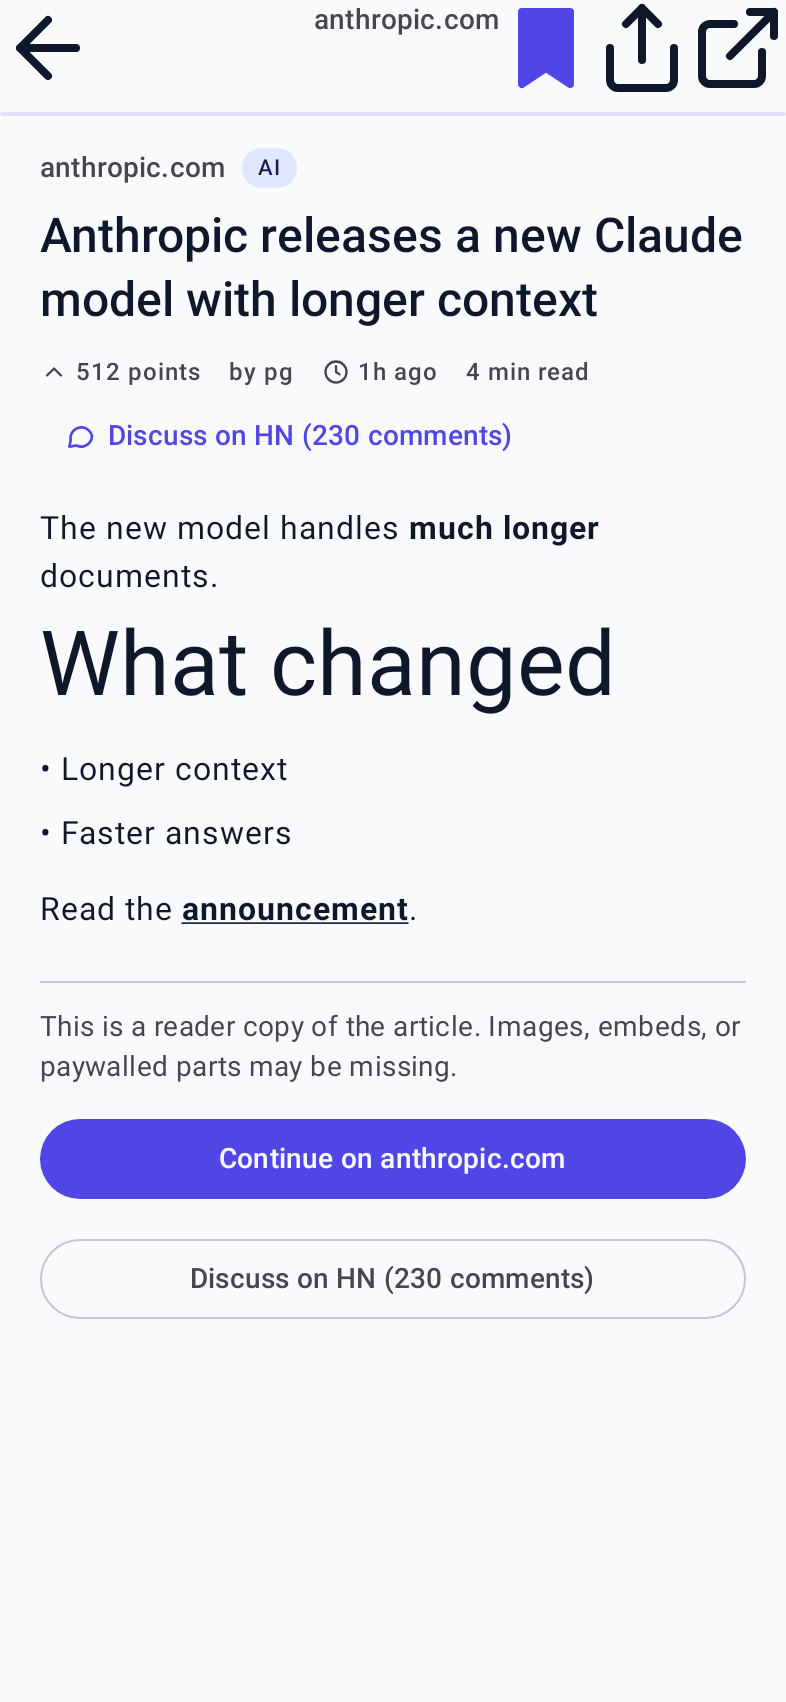 anthropic.com
anthropic.com AI
Anthropic releases a new Claude
model with longer context
512 points by pg 1h ago 4 min read
Discuss on HN (230 comments)
The new model handles much longer
documents.
What changed
• Longer context
• Faster answers
Read the announcement.
This is a reader copy of the article. Images, embeds, or
paywalled parts may be missing.
Continue on anthropic.com
Discuss on HN (230 comments)